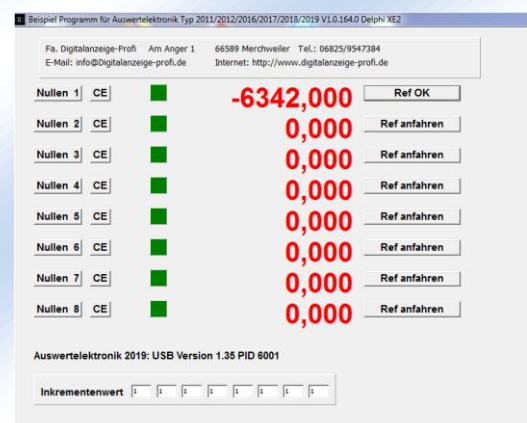 Beispiel Programm für Auswertelektronik Typ 2011/2012/2016/2017/2018/2019 V1.0.164.0 Delphi XE2
Fa. Digitalanzeige-Profi Am Anger 1 66589 Merchweiler Tel.: 06825/9547384
E-Mail: info@Digitalanzeige-profi.de Internet: http://www.digitalanzeige-profi.de
Nullen 1 CE -6342,000 Ref OK
Nullen 2 CE 0,000 Ref anfahren
Nullen 3 CE 0,000 Ref anfahren
Nullen 4 CE 0,000 Ref anfahren
Nullen 5 CE 0,000 Ref anfahren
Nullen 6 CE 0,000 Ref anfahren
Nullen 7 CE 0,000 Ref anfahren
Nullen 8 CE 0,000 Ref anfahren
Auswertelektronik 2019: USB Version 1.35 PID 6001
Inkrementenwert 1 1 1 1 1 1 1 1